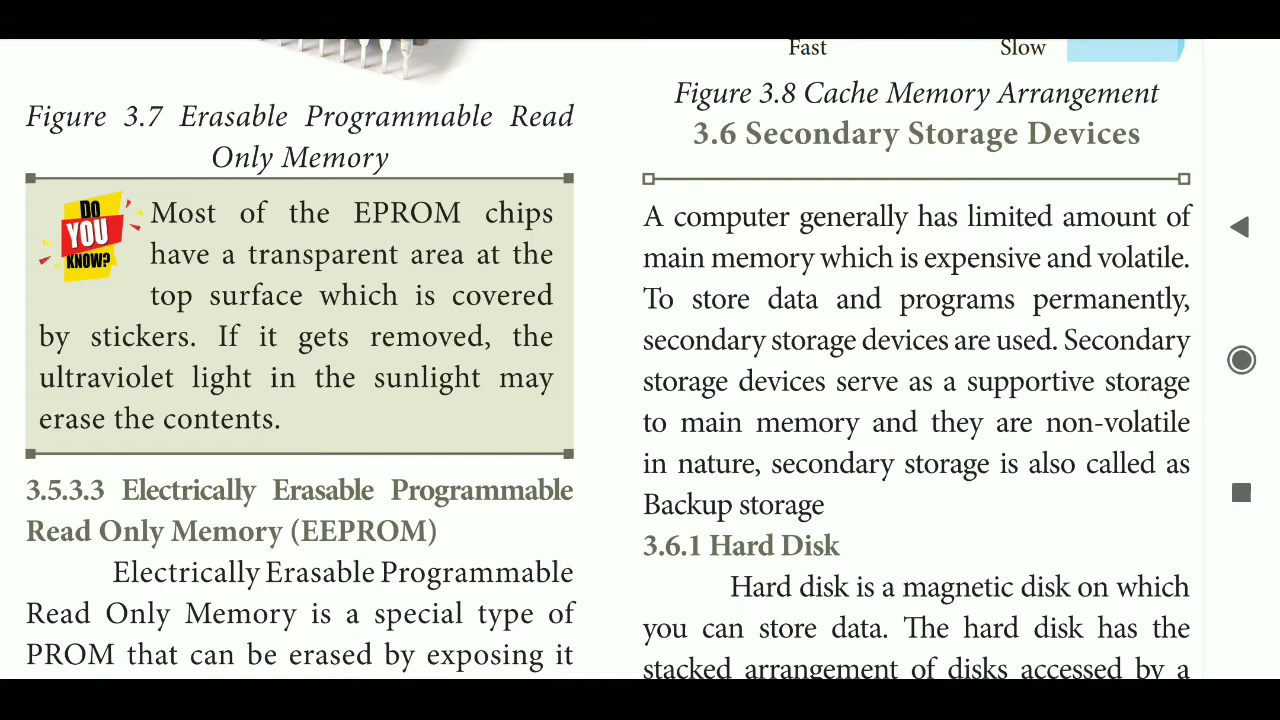 Figure 3.7 Erasable Programmable Read
Only Memory
DO
YOU
KNOW?
Most of the EPROM chips
have a transparent area at the
top surface which is covered
by stickers. If it gets removed, the
ultraviolet light in the sunlight may
erase the contents.
3.5.3.3 Electrically Erasable Programmable
Read Only Memory (EEPROM)
Electrically Erasable Programmable
Read Only Memory is a special type of
PROM that can be erased by exposing it
Fast Slow
Figure 3.8 Cache Memory Arrangement
3.6 Secondary Storage Devices
A computer generally has limited amount of
main memory which is expensive and volatile.
To store data and programs permanently,
secondary storage devices are used. Secondary
storage devices serve as a supportive storage
to main memory and they are non-volatile
in nature, secondary storage is also called as
Backup storage
3.6.1 Hard Disk
Hard disk is a magnetic disk on which
you can store data. The hard disk has the
stacked arrangement of disks accessed by a